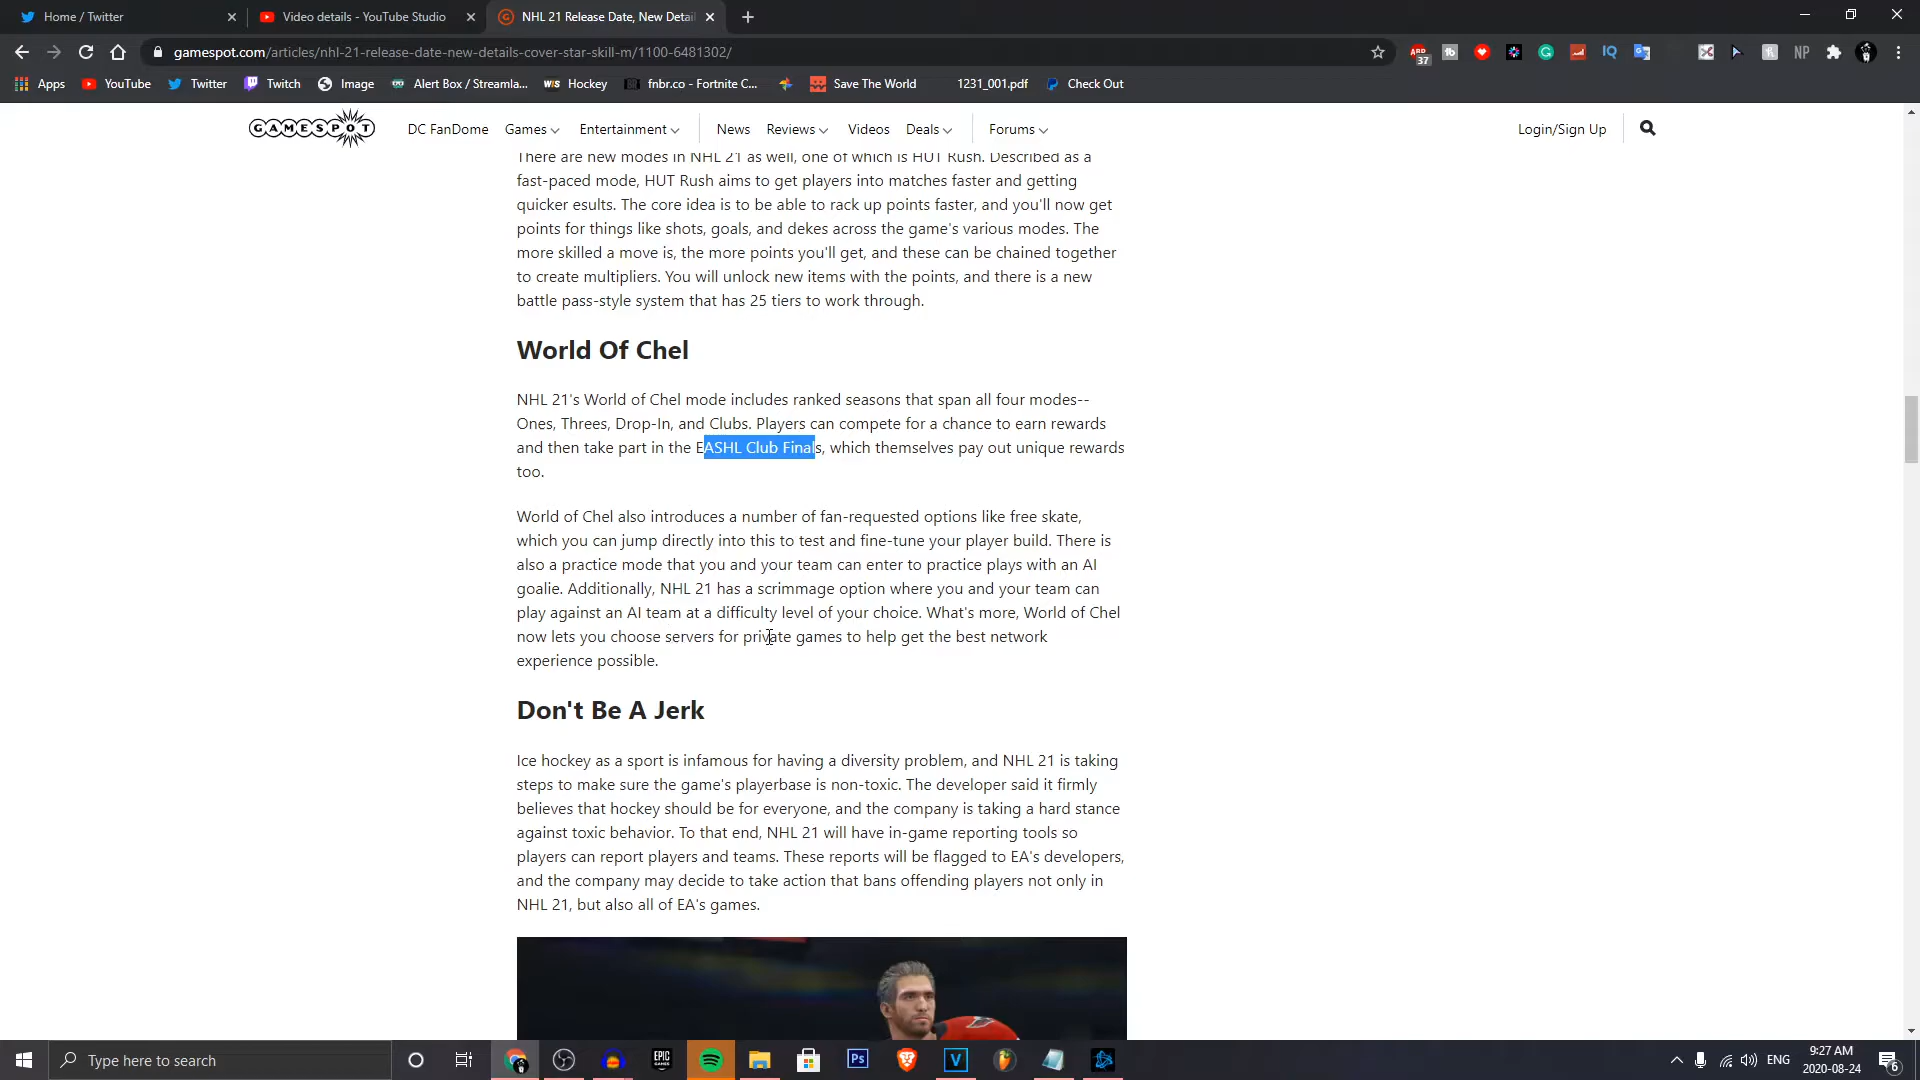 Home / Twitter
Video details - YouTube Studio
NHL 21 Release Date, New Detai
gamespot.com/articles/nhl-21-release-date-new-details-cover-star-skill-m/1100-6481302/
ABP
37
tb
IQ
NP
Apps
YouTube
Twitter
Twitch
Image
Alert Box / Streamla...
Hockey
fnbr.co - Fortnite C...
Save The World
1231_001.pdf
Check Out
GAMESPOT
DC FanDome
Games
Entertainment
News
Reviews
Videos
Deals
Forums
Login/Sign Up
There are new modes in NHL 21 as well, one of which is HUT Rush. Described as a
fast-paced mode, HUT Rush aims to get players into matches faster and getting
quicker esults. The core idea is to be able to rack up points faster, and you'll now get
points for things like shots, goals, and dekes across the game's various modes. The
more skilled a move is, the more points you'll get, and these can be chained together
to create multipliers. You will unlock new items with the points, and there is a new
battle pass-style system that has 25 tiers to work through.
World Of Chel
NHL 21's World of Chel mode includes ranked seasons that span all four modes--
Ones, Threes, Drop-In, and Clubs. Players can compete for a chance to earn rewards
and then take part in the EASHL Club Finals, which themselves pay out unique rewards
too.
World of Chel also introduces a number of fan-requested options like free skate,
which you can jump directly into this to test and fine-tune your player build. There is
also a practice mode that you and your team can enter to practice plays with an AI
goalie. Additionally, NHL 21 has a scrimmage option where you and your team can
play against an AI team at a difficulty level of your choice. What's more, World of Chel
now lets you choose servers for private games to help get the best network
experience possible.
Don't Be A Jerk
Ice hockey as a sport is infamous for having a diversity problem, and NHL 21 is taking
steps to make sure the game's playerbase is non-toxic. The developer said it firmly
believes that hockey should be for everyone, and the company is taking a hard stance
against toxic behavior. To that end, NHL 21 will have in-game reporting tools so
players can report players and teams. These reports will be flagged to EA's developers,
and the company may decide to take action that bans offending players not only in
NHL 21, but also all of EA's games.
Type here to search
EPIC
GAMES
Ps
V
ENG
9:27 AM
2020-08-24
6